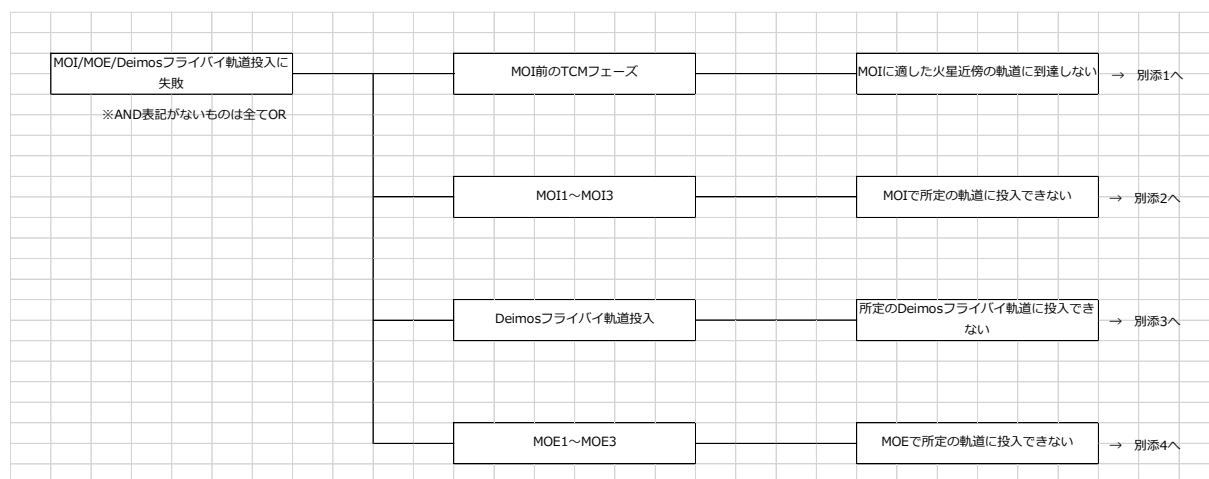 MOI/MOE/Deimosフライバイ軌道投入に
失敗
※AND表記がないものは全てOR
MOI前のTCMフェーズ
MOIに適した火星近傍の軌道に到達しない
→ 別添1へ
MOI1～MOI3
MOIで所定の軌道に投入できない
→ 別添2へ
Deimosフライバイ軌道投入
所定のDeimosフライバイ軌道に投入でき
ない
→ 別添3へ
MOE1～MOE3
MOEで所定の軌道に投入できない
→ 別添4へ